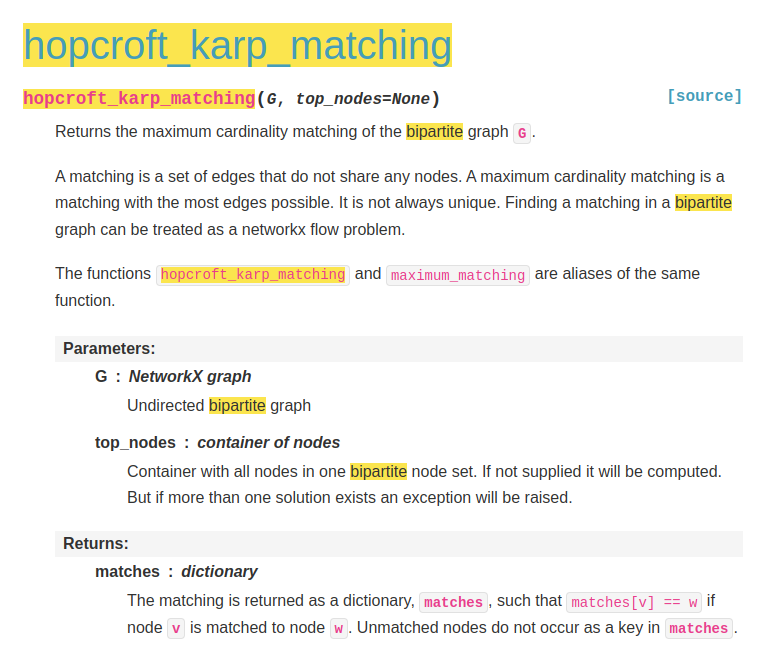 hopcroft_karp_matching
hopcroft_karp_matching(G, top_nodes=None) [source]
Returns the maximum cardinality matching of the bipartite graph G.
A matching is a set of edges that do not share any nodes. A maximum cardinality matching is a
matching with the most edges possible. It is not always unique. Finding a matching in a bipartite
graph can be treated as a networkx flow problem.
The functions hopcroft_karp_matching and maximum_matching are aliases of the same
function.
Parameters:
G : NetworkX graph
Undirected bipartite graph
top_nodes : container of nodes
Container with all nodes in one bipartite node set. If not supplied it will be computed.
But if more than one solution exists an exception will be raised.
Returns:
matches : dictionary
The matching is returned as a dictionary, matches, such that matches[v] == w if
node v is matched to node w. Unmatched nodes do not occur as a key in matches.